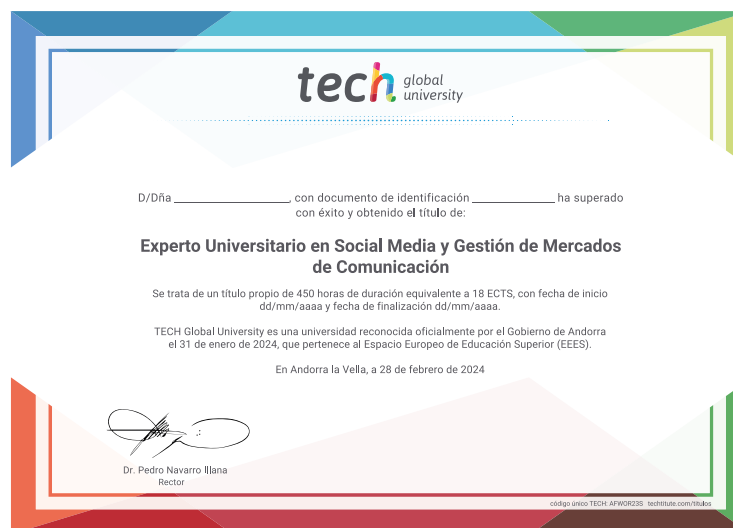 tech global university
D/Dña ____________________, con documento de identificación ______________ ha superado
con éxito y obtenido el título de:
Experto Universitario en Social Media y Gestión de Mercados
de Comunicación
Se trata de un título propio de 450 horas de duración equivalente a 18 ECTS, con fecha de inicio
dd/mm/aaaa y fecha de finalización dd/mm/aaaa.
TECH Global University es una universidad reconocida oficialmente por el Gobierno de Andorra
el 31 de enero de 2024, que pertenece al Espacio Europeo de Educación Superior (EEES).
En Andorra la Vella, a 28 de febrero de 2024
Dr. Pedro Navarro Illana
Rector
código único TECH: AFWOR23S techtitute.com/titulos